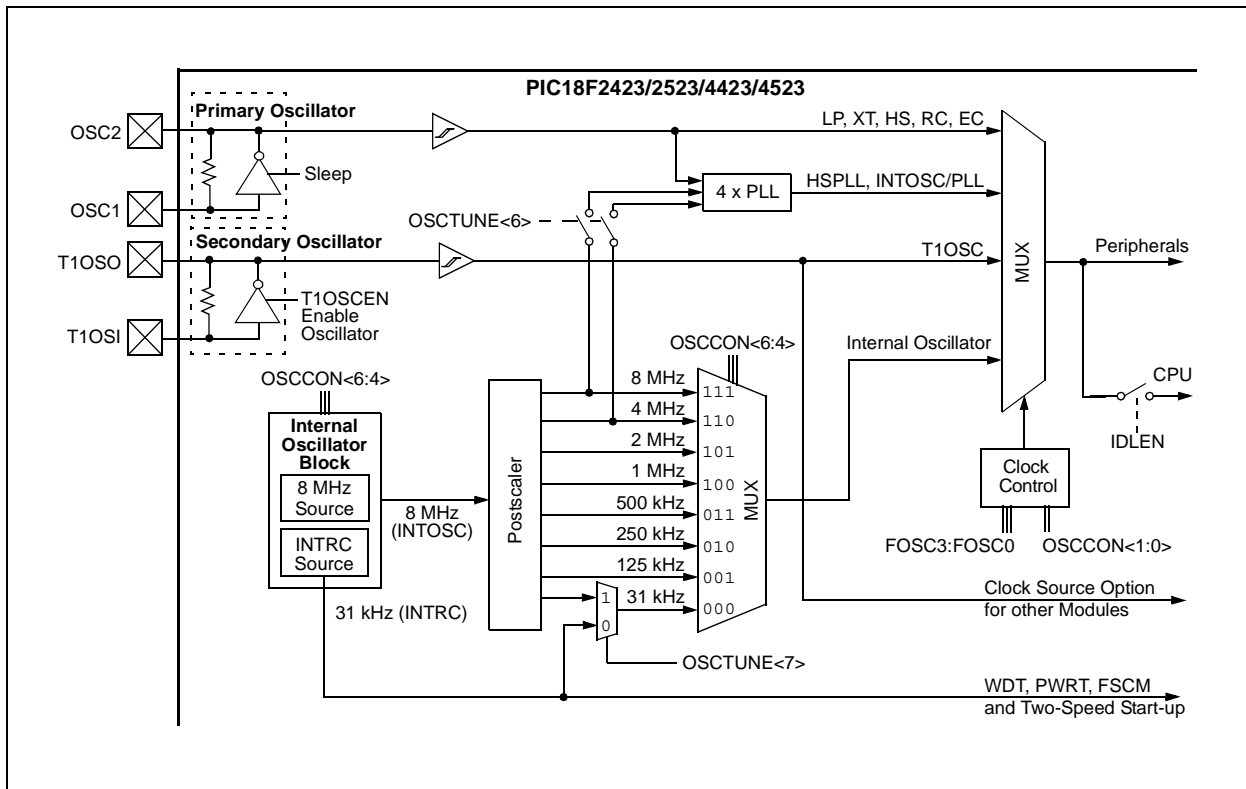 PIC18F2423/2523/4423/4523
Primary Oscillator
OSC2
OSC1
Sleep
LP, XT, HS, RC, EC
4 x PLL
HSPLL, INTOSC/PLL
OSCTUNE<6>
Secondary Oscillator
T1OSO
T1OSI
T1OSCEN
Enable
Oscillator
T1OSC
MUX
Peripherals
Internal Oscillator
CPU
IDLEN
Clock
Control
FOSC3:FOSC0
OSCCON<1:0>
OSCCON<6:4>
Internal
Oscillator
Block
8 MHz
Source
INTRC
Source
8 MHz
(INTOSC)
31 kHz (INTRC)
Postscaler
OSCCON<6:4>
8 MHz
111
4 MHz
110
2 MHz
101
1 MHz
100
500 kHz
011
250 kHz
010
125 kHz
001
31 kHz
000
MUX
1
0
OSCTUNE<7>
Clock Source Option
for other Modules
WDT, PWRT, FSCM
and Two-Speed Start-up